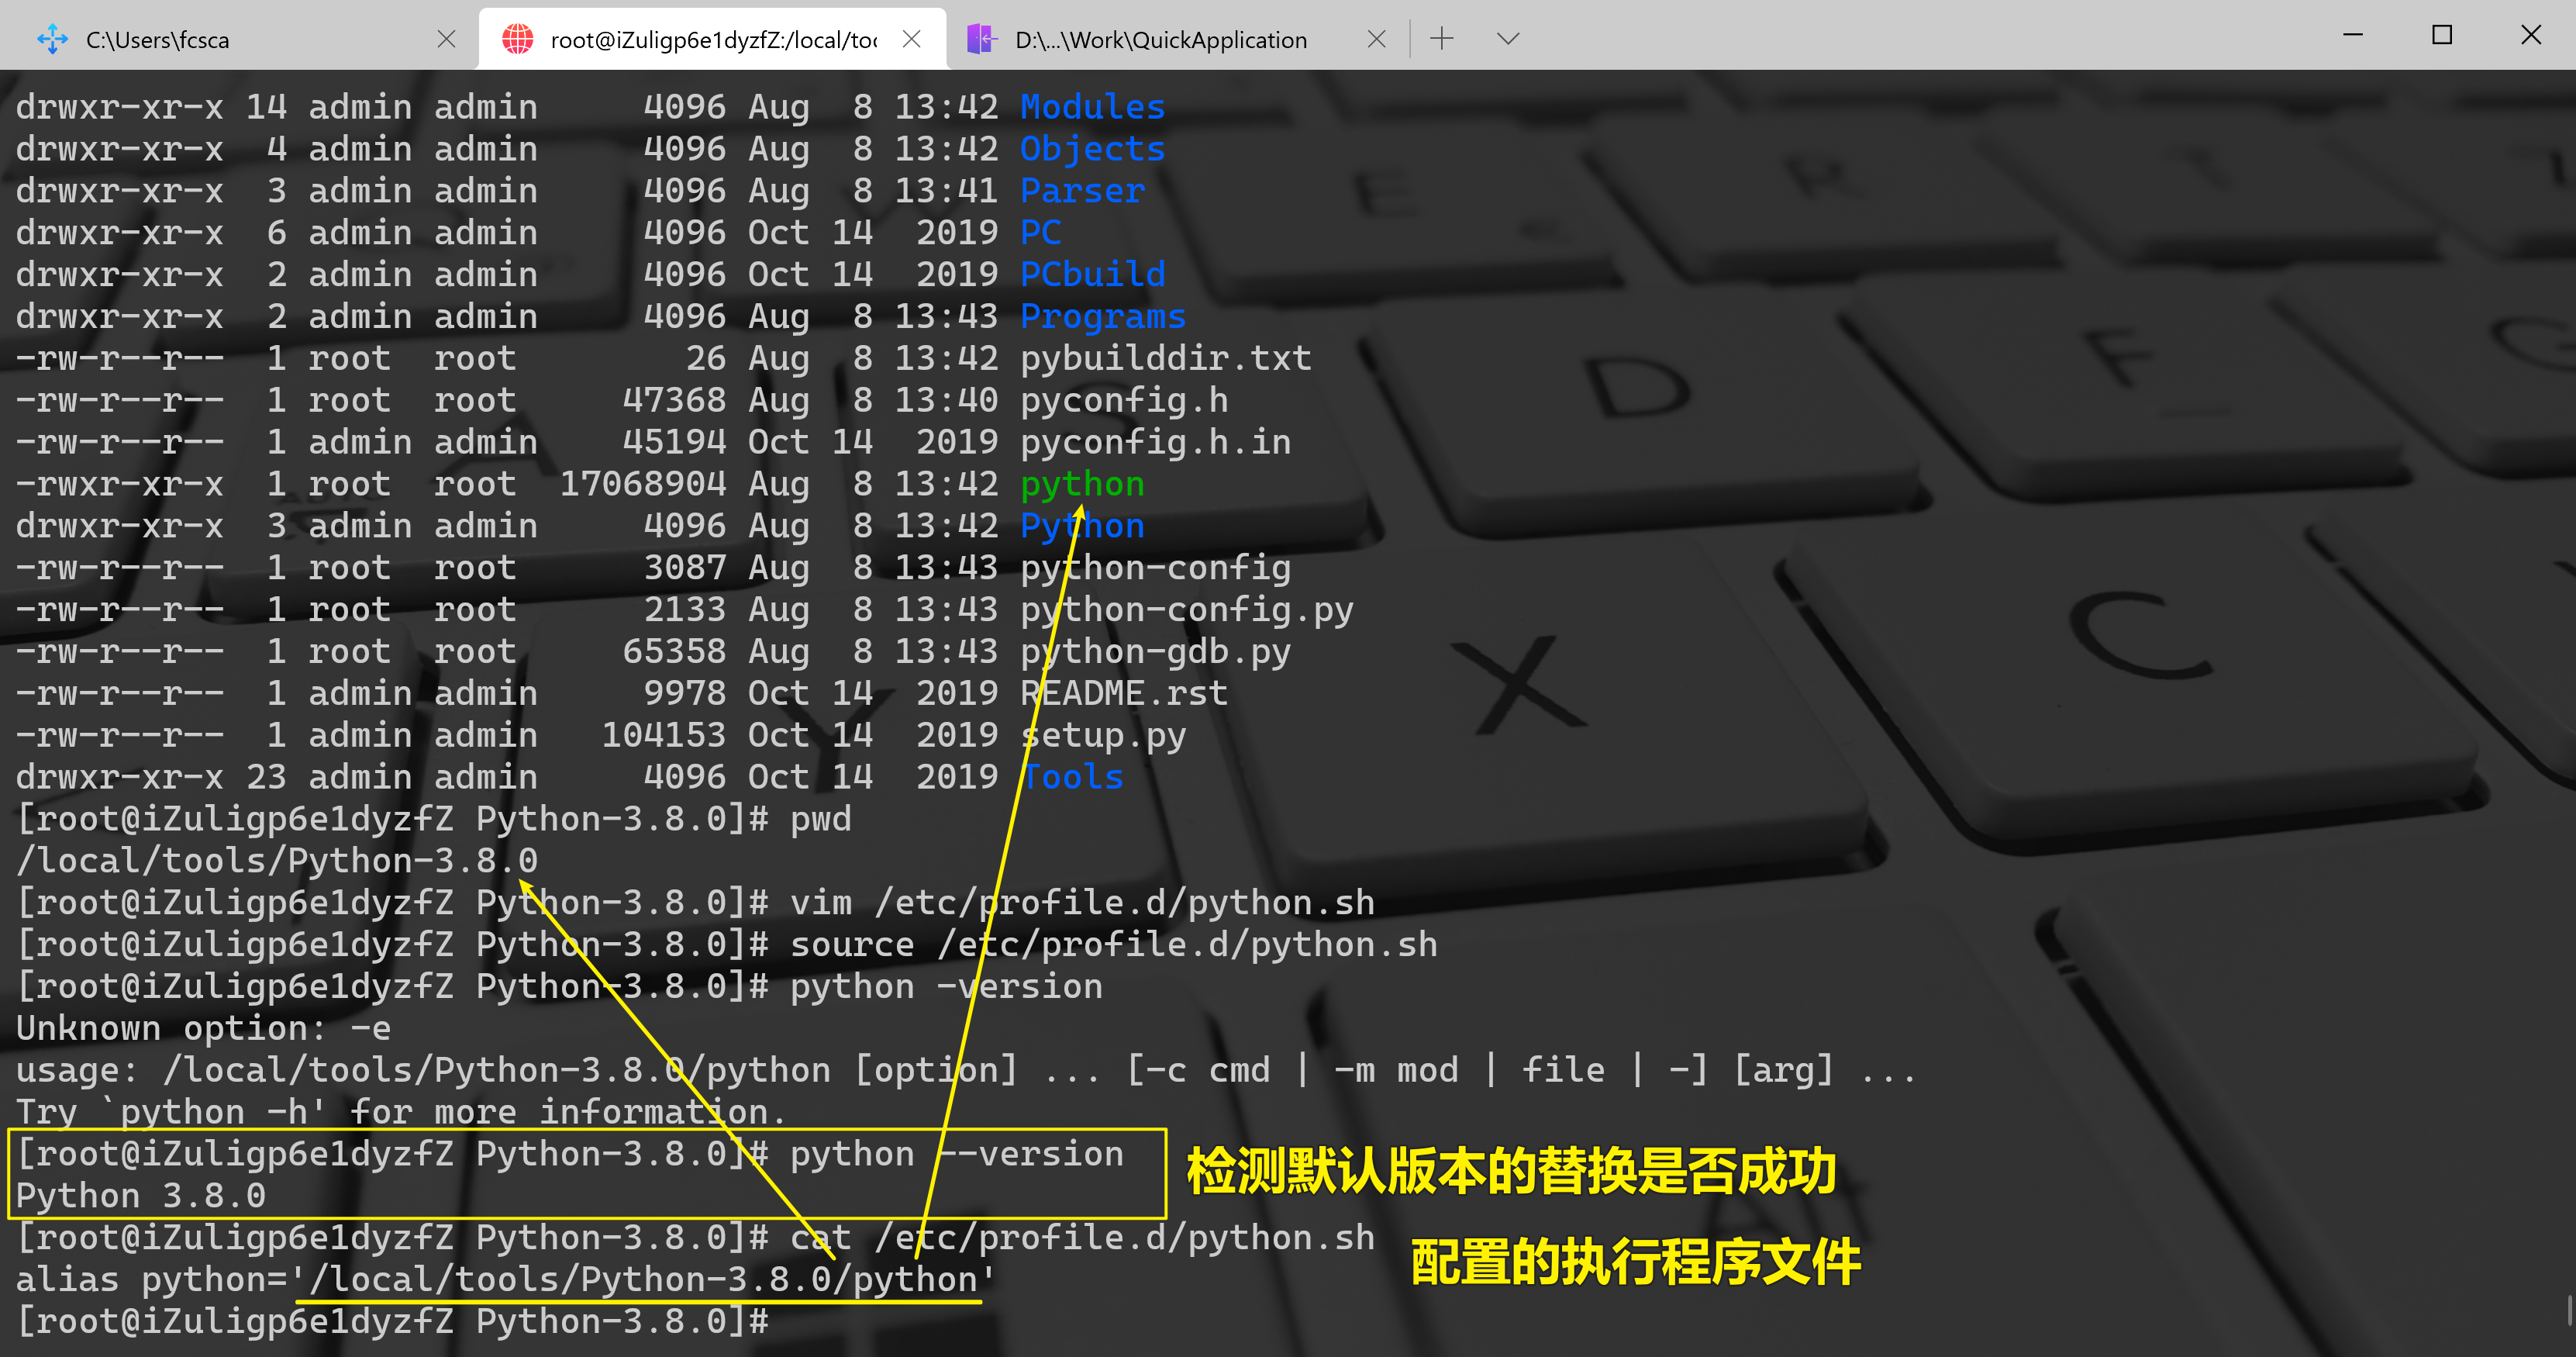 C:\Users\fcsca
root@iZuligp6e1dyzfZ:/local/too
D:\...\Work\QuickApplication
drwxr-xr-x 14 admin admin     4096 Aug  8 13:42 Modules
drwxr-xr-x  4 admin admin     4096 Aug  8 13:42 Objects
drwxr-xr-x  3 admin admin     4096 Aug  8 13:41 Parser
drwxr-xr-x  6 admin admin     4096 Oct 14  2019 PC
drwxr-xr-x  2 admin admin     4096 Oct 14  2019 PCbuild
drwxr-xr-x  2 admin admin     4096 Aug  8 13:43 Programs
-rw-r--r--  1 root  root        26 Aug  8 13:42 pybuilddir.txt
-rw-r--r--  1 root  root     47368 Aug  8 13:40 pyconfig.h
-rw-r--r--  1 admin admin    45194 Oct 14  2019 pyconfig.h.in
-rwxr-xr-x  1 root  root  17068904 Aug  8 13:42 python
drwxr-xr-x  3 admin admin     4096 Aug  8 13:42 Python
-rw-r--r--  1 root  root      3087 Aug  8 13:43 python-config
-rw-r--r--  1 root  root      2133 Aug  8 13:43 python-config.py
-rw-r--r--  1 root  root     65358 Aug  8 13:43 python-gdb.py
-rw-r--r--  1 admin admin     9978 Oct 14  2019 README.rst
-rw-r--r--  1 admin admin   104153 Oct 14  2019 setup.py
drwxr-xr-x 23 admin admin     4096 Oct 14  2019 Tools
[root@iZuligp6e1dyzfZ Python-3.8.0]# pwd
/local/tools/Python-3.8.0
[root@iZuligp6e1dyzfZ Python-3.8.0]# vim /etc/profile.d/python.sh
[root@iZuligp6e1dyzfZ Python-3.8.0]# source /etc/profile.d/python.sh
[root@iZuligp6e1dyzfZ Python-3.8.0]# python -version
Unknown option: -e
usage: /local/tools/Python-3.8.0/python [option] ... [-c cmd | -m mod | file | -] [arg] ...
Try `python -h' for more information.
[root@iZuligp6e1dyzfZ Python-3.8.0]# python --version
检测默认版本的替换是否成功
Python 3.8.0
[root@iZuligp6e1dyzfZ Python-3.8.0]# cat /etc/profile.d/python.sh
配置的执行程序文件
alias python='/local/tools/Python-3.8.0/python'
[root@iZuligp6e1dyzfZ Python-3.8.0]#